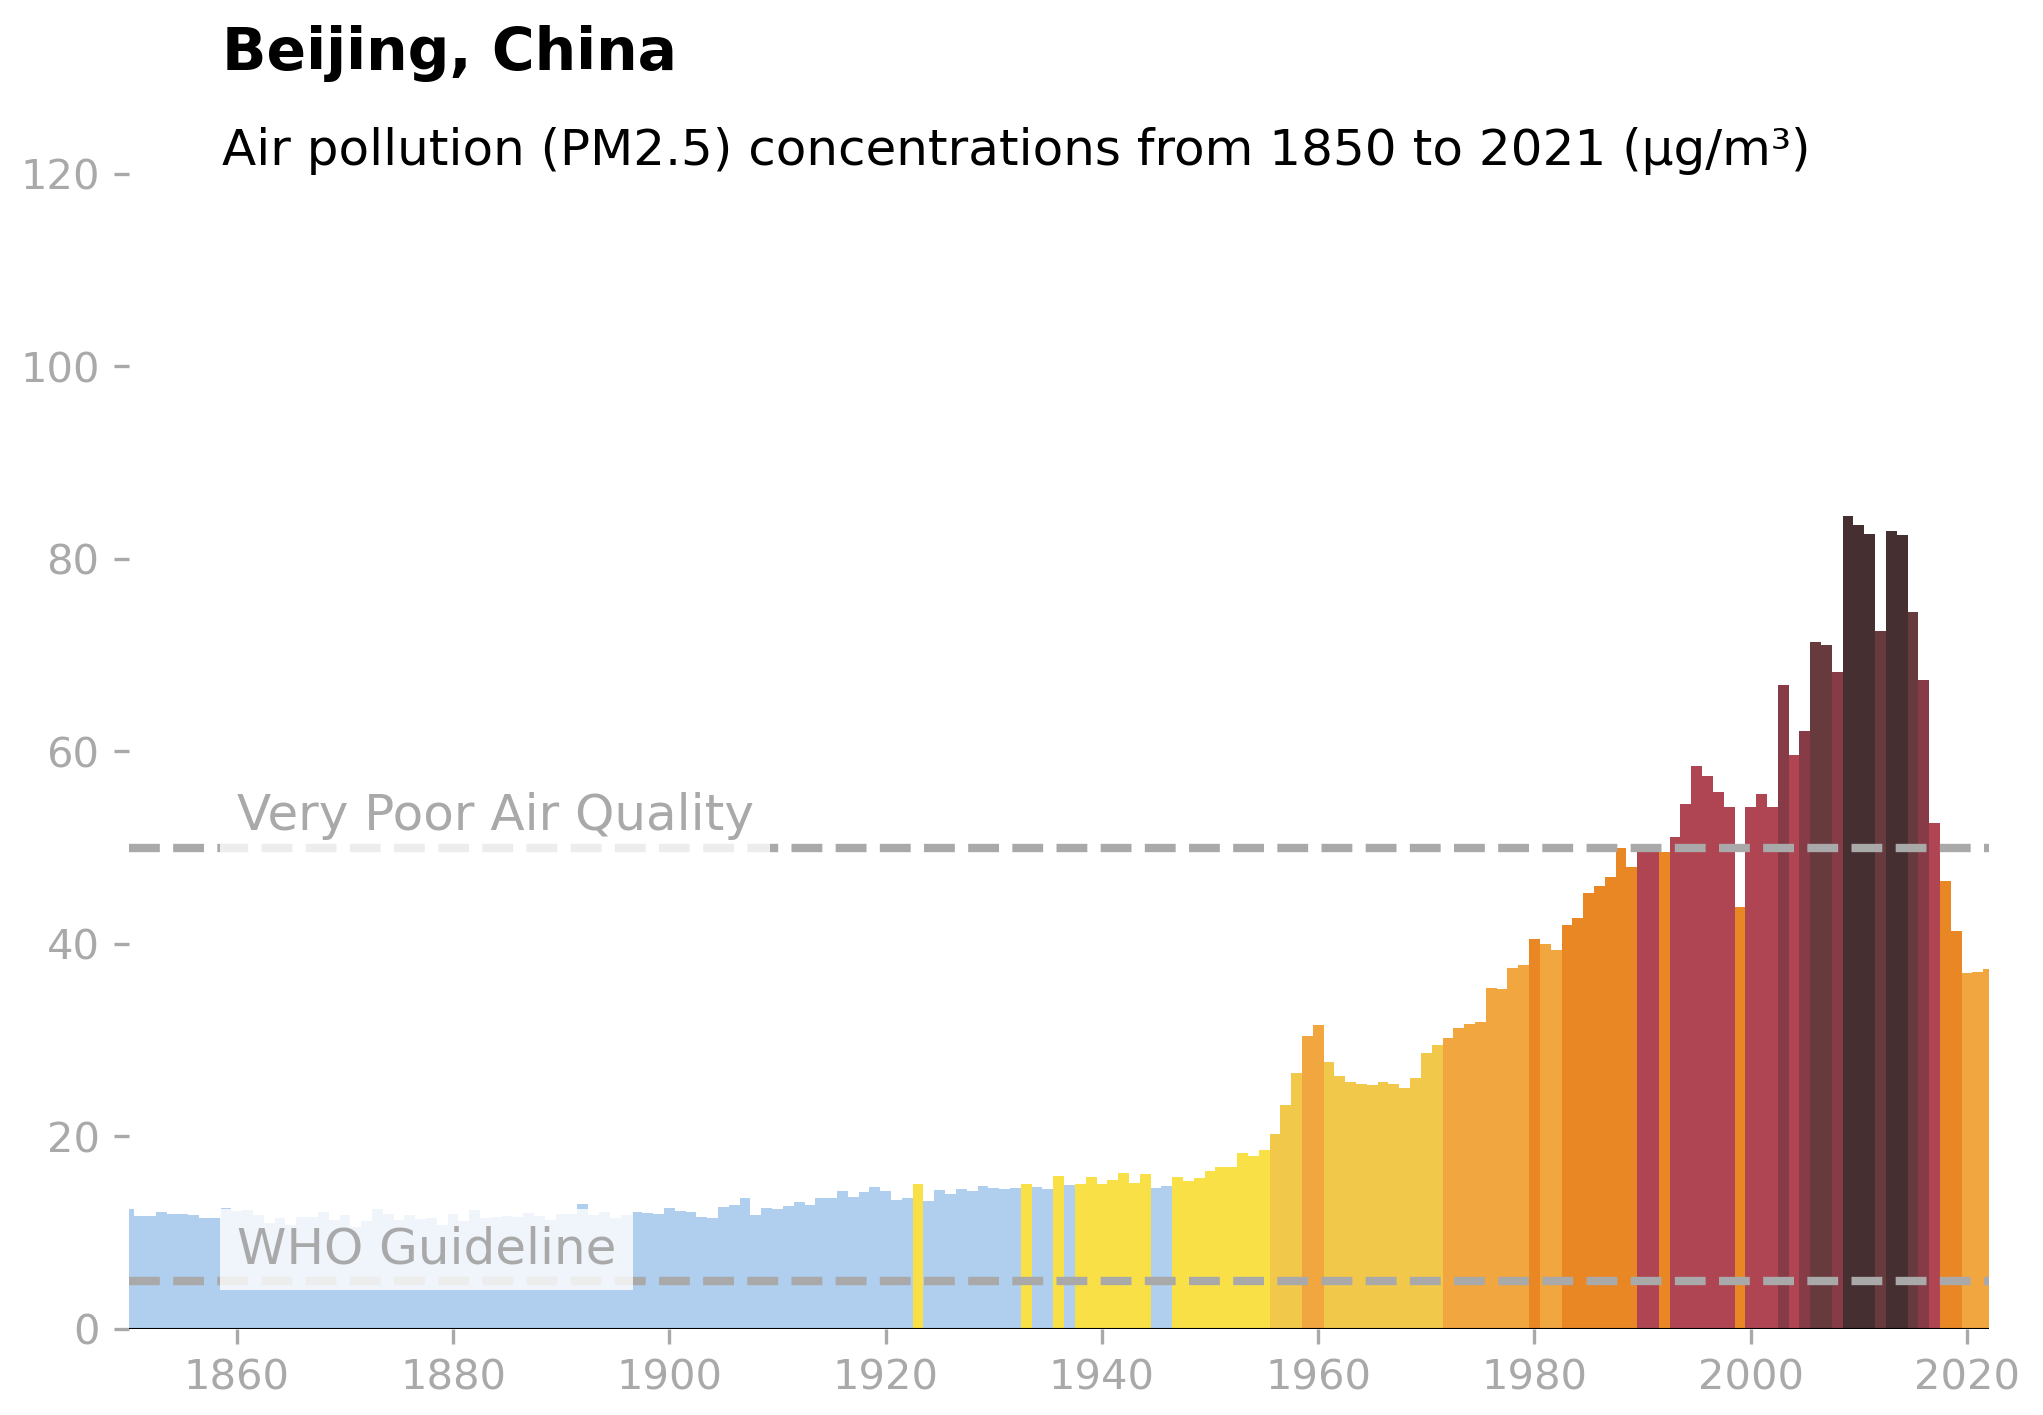 Beijing, China
Air pollution (PM2.5) concentrations from 1850 to 2021 (µg/m³)
120
100
80
60
Very Poor Air Quality
40
20
WHO Guideline
0
1860 1880 1900 1920 1940 1960 1980 2000 2020